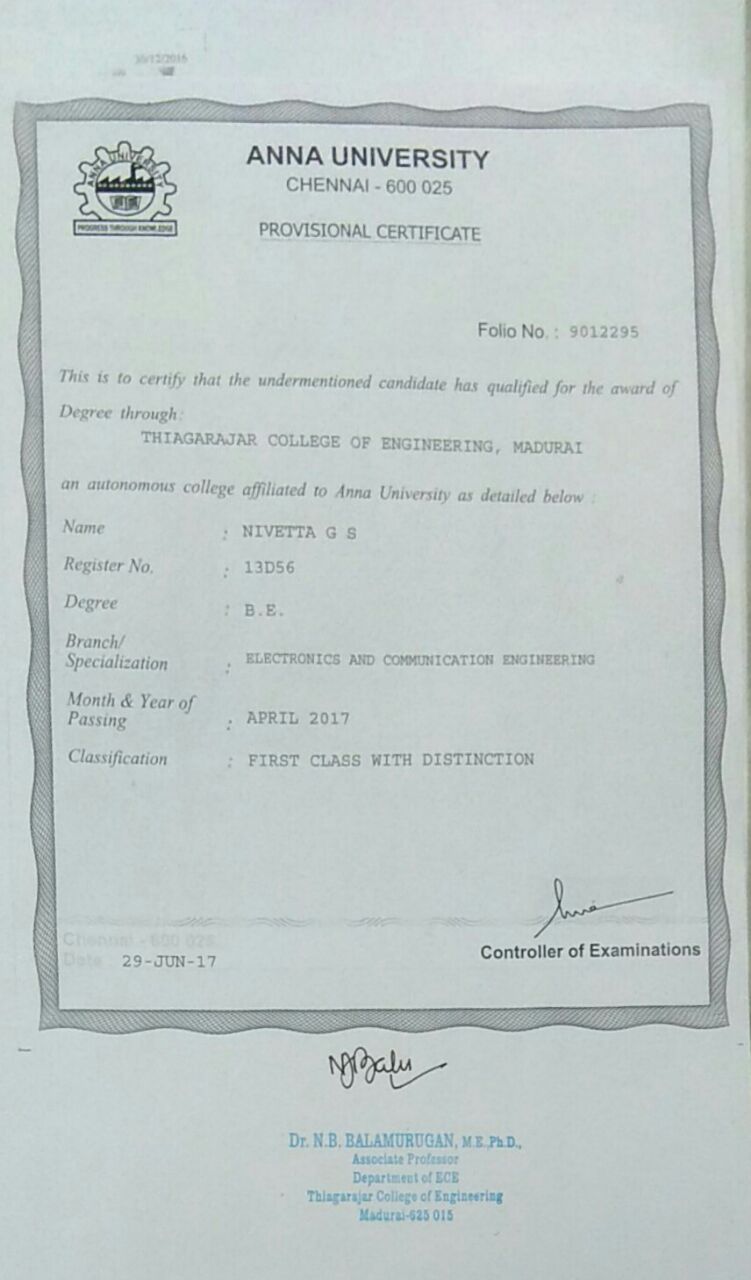 30/12/2016
ANNA UNIVERSITY
PROGRESS THROUGH KNOWLEDGE
ANNA UNIVERSITY
CHENNAI - 600 025
PROVISIONAL CERTIFICATE
Folio No. : 9012295
This is to certify that the undermentioned candidate has qualified for the award of
Degree through:
THIAGARAJAR COLLEGE OF ENGINEERING, MADURAI
an autonomous college affiliated to Anna University as detailed below :
Name : NIVETTA G S
Register No. : 13D56
Degree : B.E.
Branch/
Specialization : ELECTRONICS AND COMMUNICATION ENGINEERING
Month & Year of
Passing : APRIL 2017
Classification : FIRST CLASS WITH DISTINCTION
Chennai - 600 025
Date : 29-JUN-17
Controller of Examinations
NBBalu
Dr. N.B. BALAMURUGAN, M.E.,Ph.D.,
Associate Professor
Department of ECE
Thiagarajar College of Engineering
Madurai-625 015